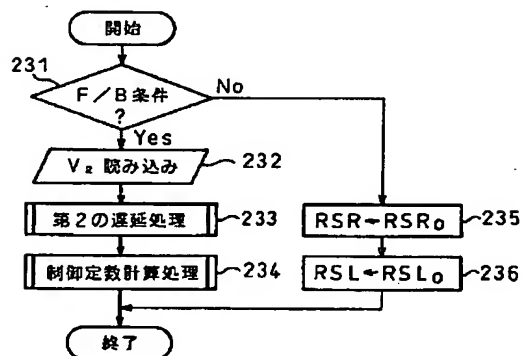 開始
231
F/B条件
?
No
Yes
V₂ 読み込み
232
第2の遅延処理
233
RSR←RSR₀
235
制御定数計算処理
234
RSL←RSL₀
236
終了